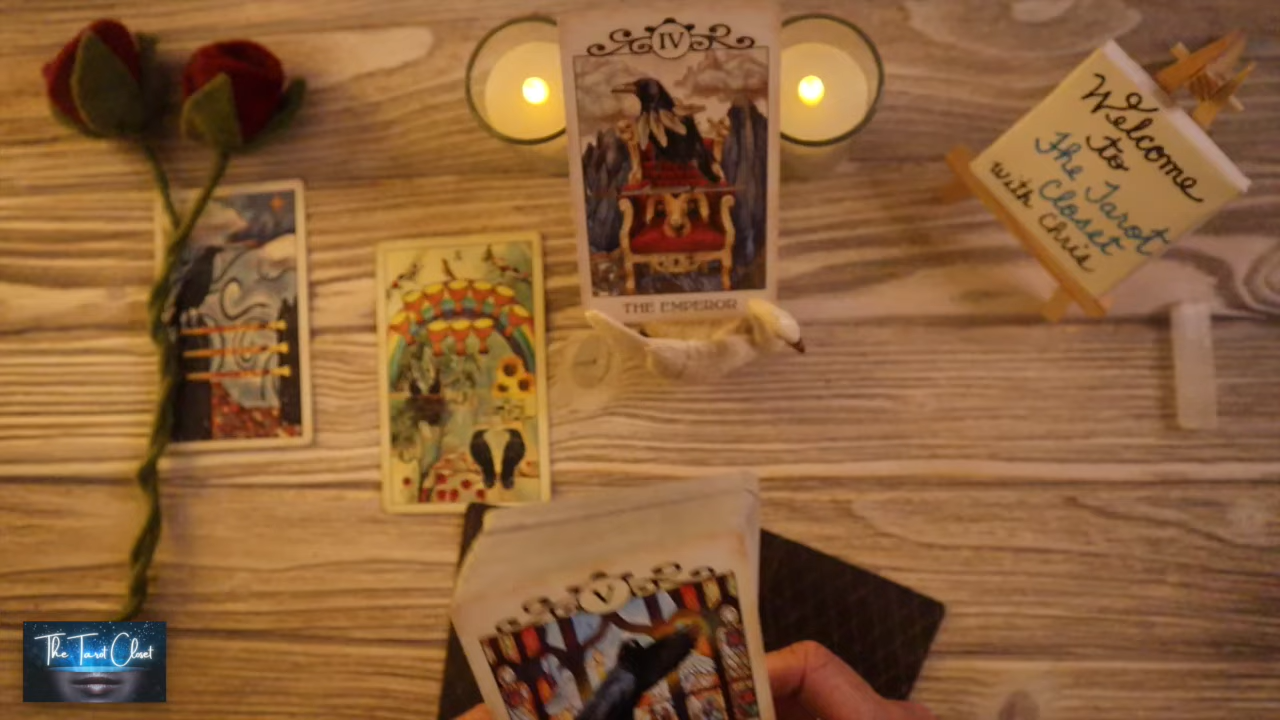 IV
THE EMPEROR
Welcome
to
The Tarot
Closet
with Chris
V
The Tarot Closet